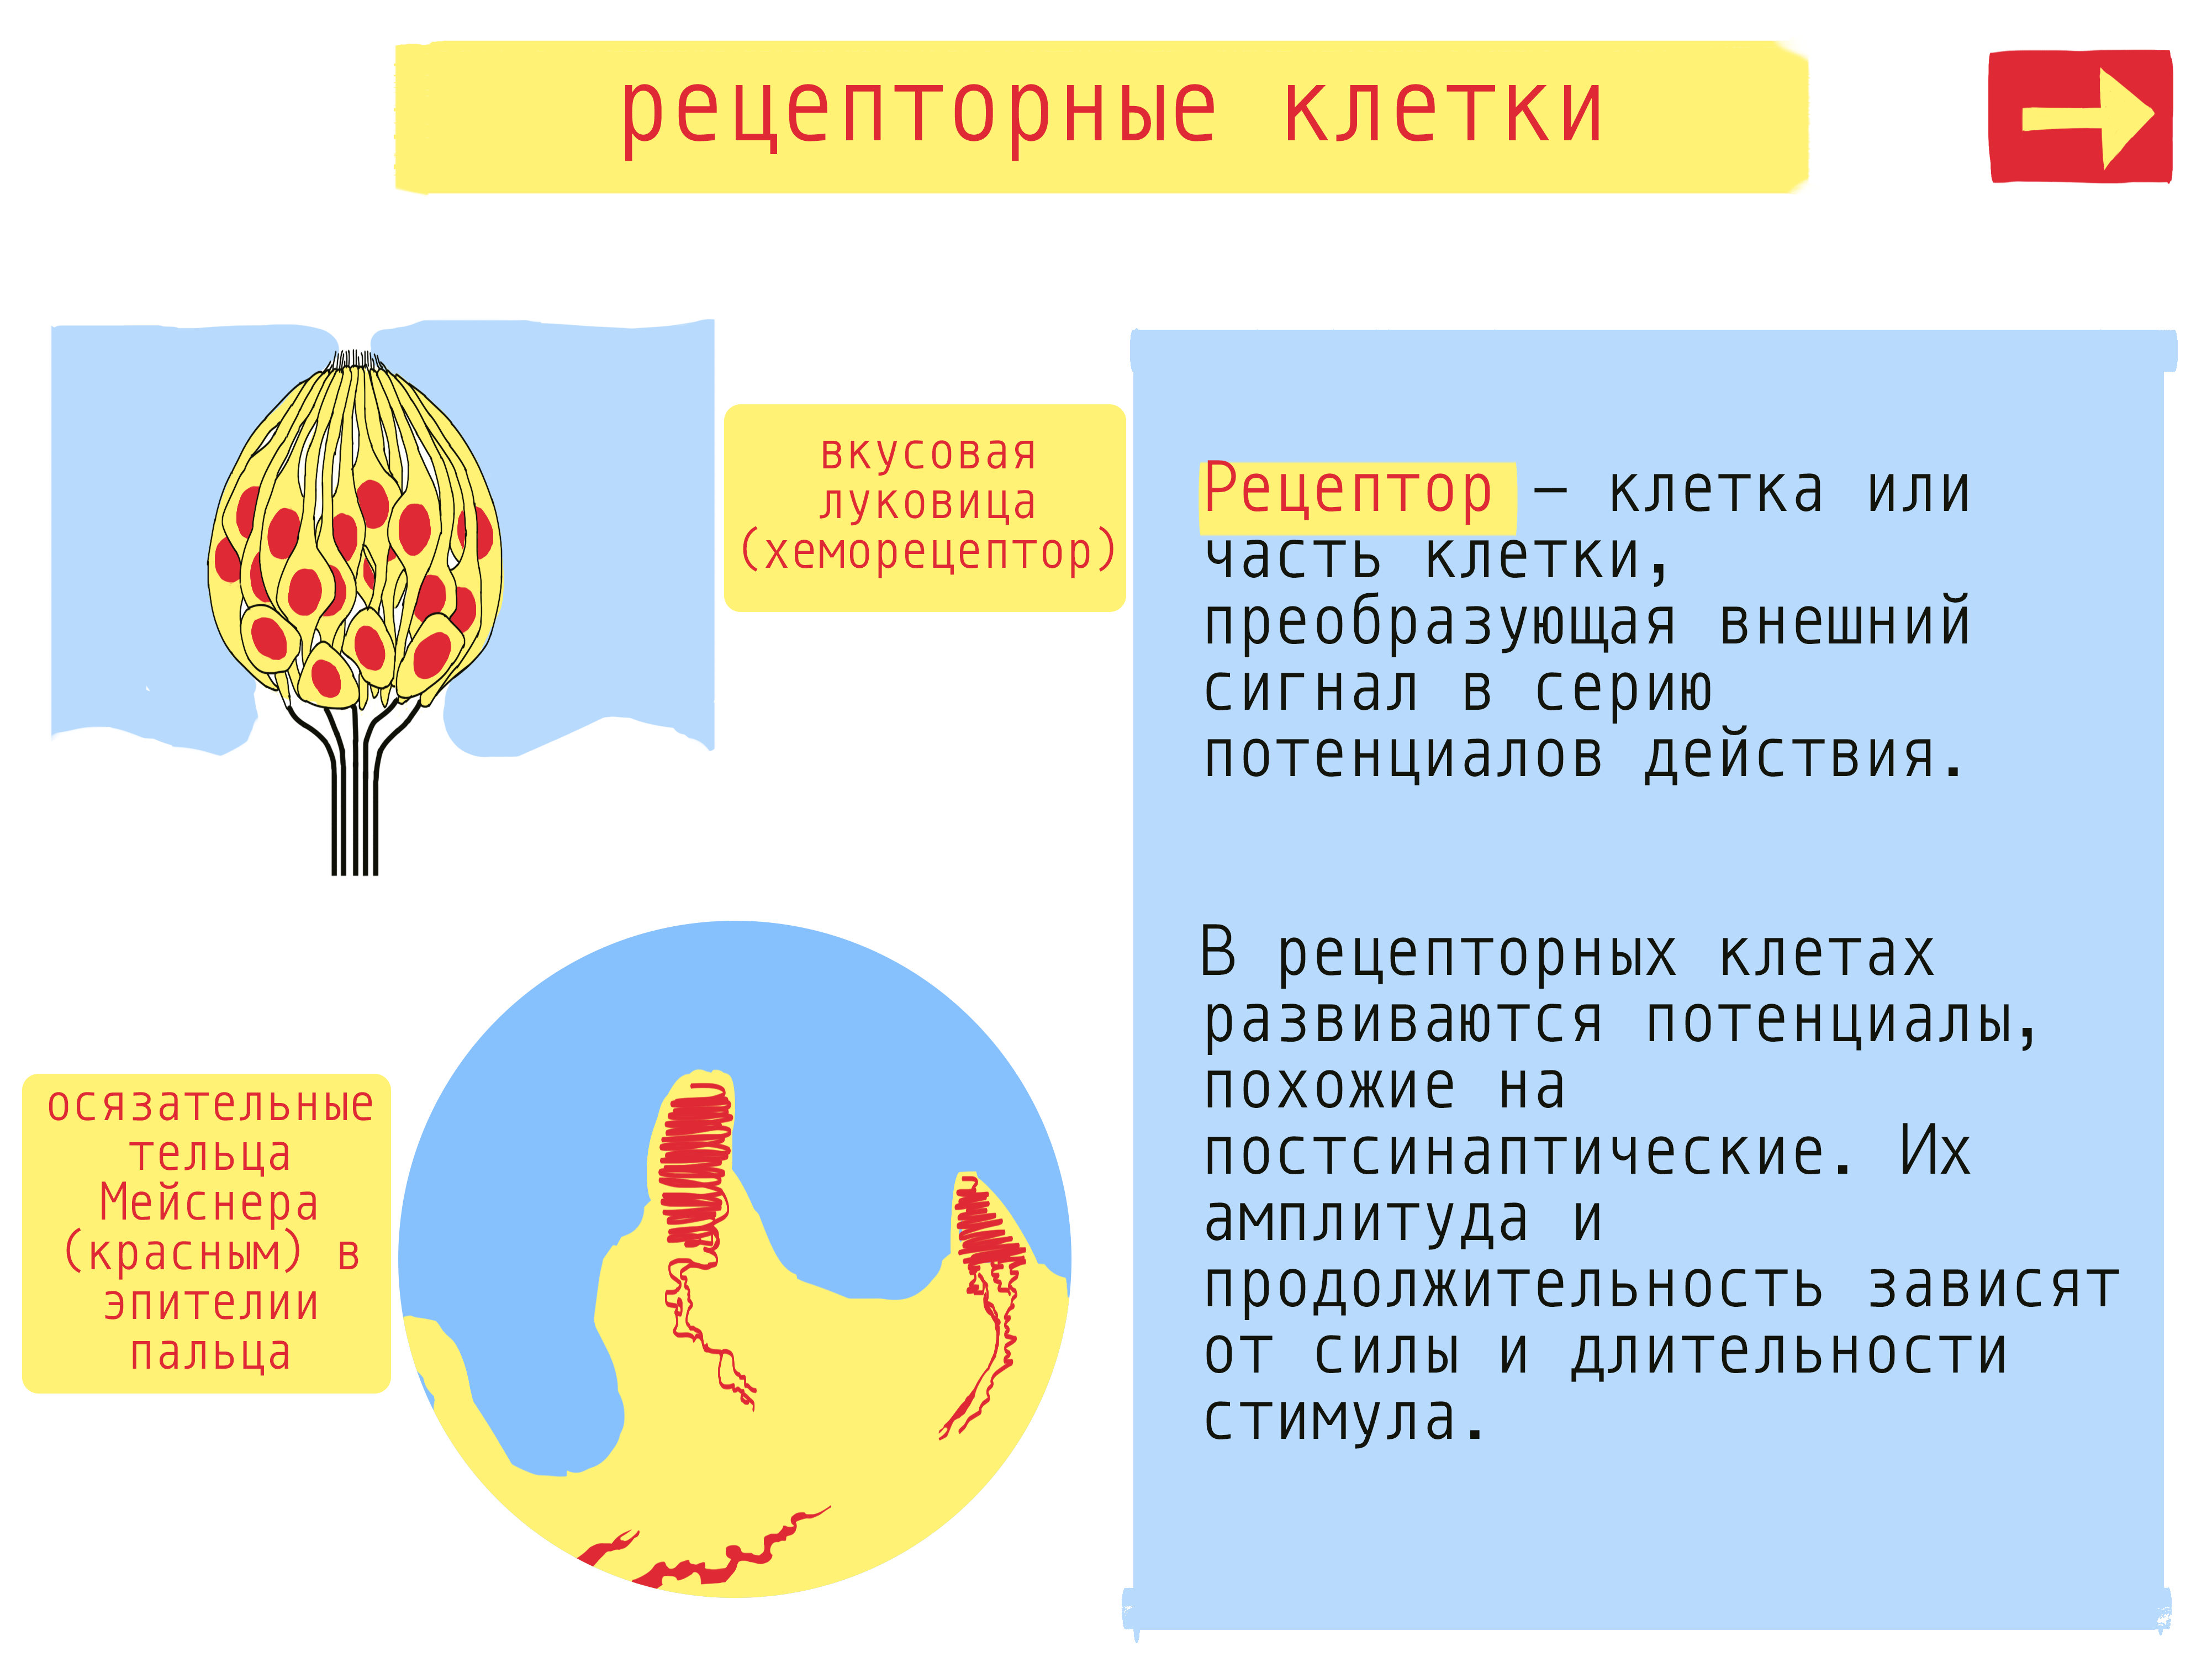 рецепторные клетки
вкусовая
луковица
(хеморецептор)
Рецептор – клетка или
часть клетки,
преобразующая внешний
сигнал в серию
потенциалов действия.
В рецепторных клетах
развиваются потенциалы,
похожие на
постсинаптические. Их
амплитуда и
продолжительность зависят
от силы и длительности
стимула.
осязательные
тельца
Мейснера
(красным) в
эпителии
пальца